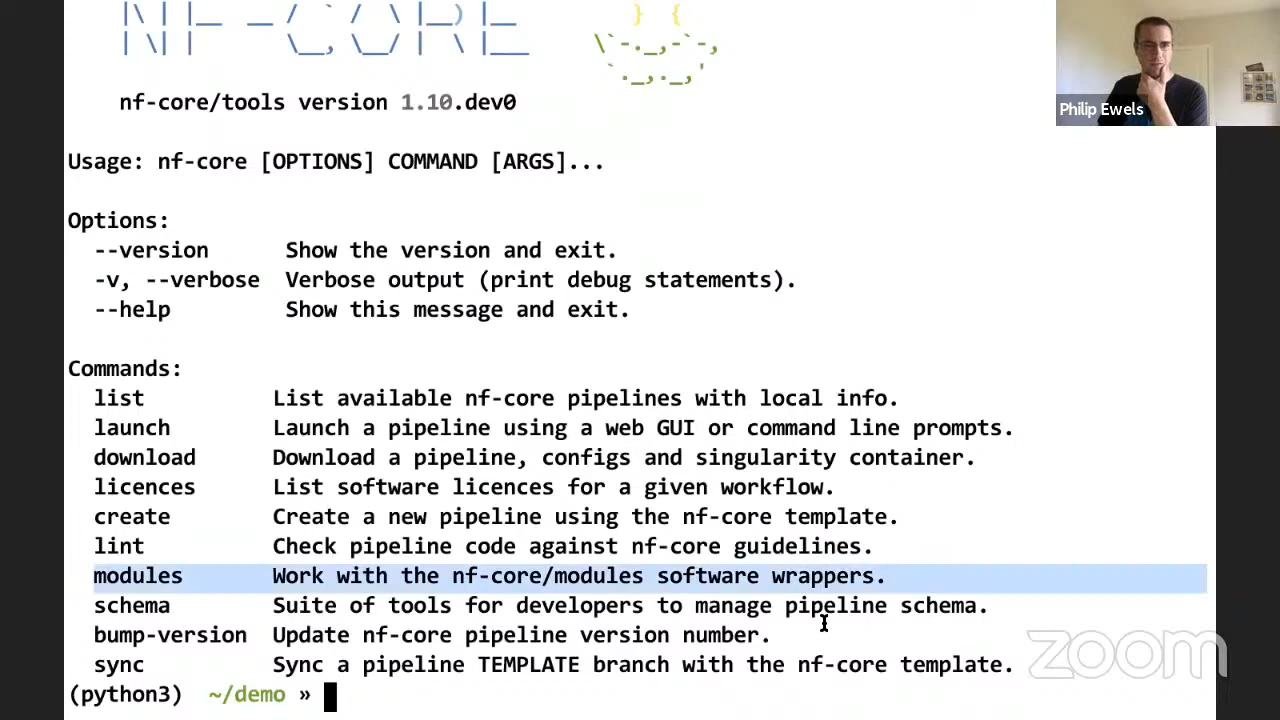 nf-core/tools version 1.10.dev0
Philip Ewels
Usage: nf-core [OPTIONS] COMMAND [ARGS]...
Options:
--version Show the version and exit.
-v, --verbose Verbose output (print debug statements).
--help Show this message and exit.
Commands:
list List available nf-core pipelines with local info.
launch Launch a pipeline using a web GUI or command line prompts.
download Download a pipeline, configs and singularity container.
licences List software licences for a given workflow.
create Create a new pipeline using the nf-core template.
lint Check pipeline code against nf-core guidelines.
modules Work with the nf-core/modules software wrappers.
schema Suite of tools for developers to manage pipeline schema.
bump-version Update nf-core pipeline version number.
sync Sync a pipeline TEMPLATE branch with the nf-core template.
(python3) ~/demo »
zoom